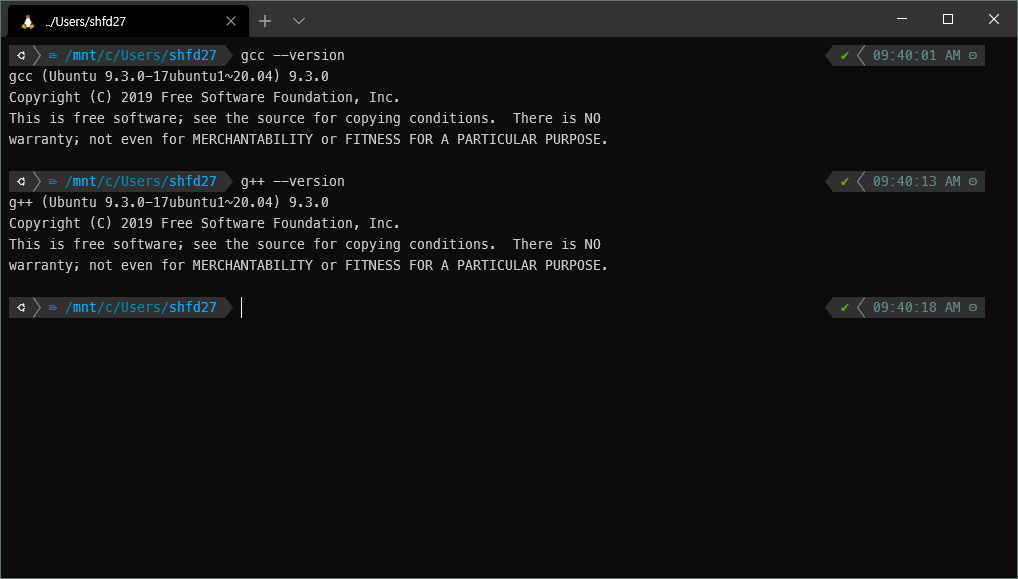 ../Users/shfd27
/mnt/c/Users/shfd27 gcc --version 09:40:01 AM
gcc (Ubuntu 9.3.0-17ubuntu1~20.04) 9.3.0
Copyright (C) 2019 Free Software Foundation, Inc.
This is free software; see the source for copying conditions.  There is NO
warranty; not even for MERCHANTABILITY or FITNESS FOR A PARTICULAR PURPOSE.
/mnt/c/Users/shfd27 g++ --version 09:40:13 AM
g++ (Ubuntu 9.3.0-17ubuntu1~20.04) 9.3.0
Copyright (C) 2019 Free Software Foundation, Inc.
This is free software; see the source for copying conditions.  There is NO
warranty; not even for MERCHANTABILITY or FITNESS FOR A PARTICULAR PURPOSE.
/mnt/c/Users/shfd27 09:40:18 AM